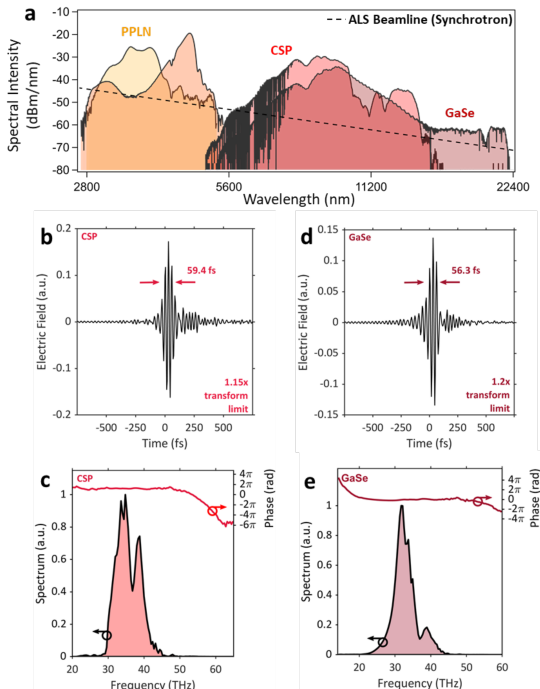 a
-10
-20
-30
-40
-50
-60
-70
-80
Spectral Intensity
(dBm/nm)
PPLN
CSP
GaSe
ALS Beamline (Synchrotron)
2800
5600
11200
22400
Wavelength (nm)
b
CSP
0.2
0.1
0
-0.1
-0.2
Electric Field (a.u.)
59.4 fs
1.15x
transform
limit
-500
0
500
Time (fs)
d
GaSe
0.15
0.1
0.05
0
-0.05
-0.1
-0.15
Electric Field (a.u.)
56.3 fs
1.2x
transform
limit
-500
-250
0
250
500
Time (fs)
c
CSP
1
0.8
0.6
0.4
0.2
0
Spectrum (a.u.)
4π
2π
0
-2π
-4π
-6π
Phase (rad)
20
30
40
50
60
Frequency (THz)
e
GaSe
1
0.8
0.6
0.4
0.2
0
Spectrum (a.u.)
4π
2π
0
-2π
-4π
Phase (rad)
20
30
40
50
60
Frequency (THz)